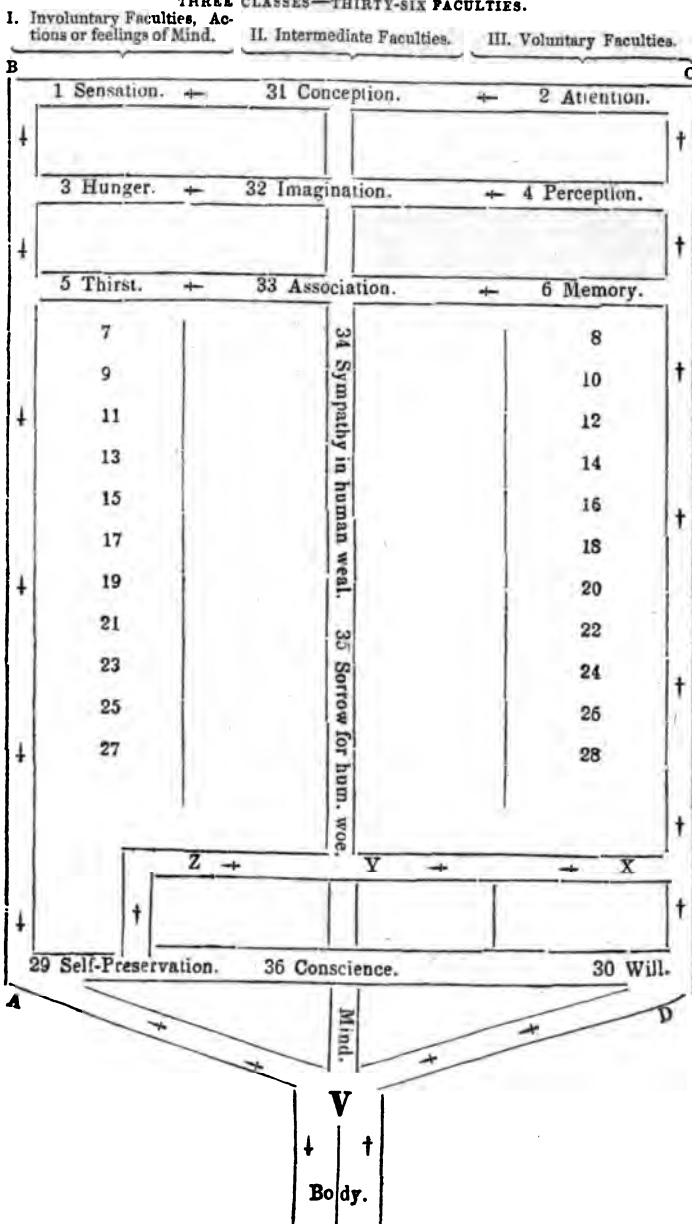 THREE CLASSES—THIRTY-SIX FACULTIES.
I. Involuntary Faculties, Ac-
tions or feelings of Mind.
II. Intermediate Faculties.
III. Voluntary Faculties.
B
C
1 Sensation. 31 Conception. 2 Attention.
3 Hunger. 32 Imagination. 4 Perception.
5 Thirst. 33 Association. 6 Memory.
7 8
9 10
11 12
13 14
15 16
17 18
19 20
21 22
23 24
25 26
27 28
34 Sympathy in human weal. 35 Sorrow for hum. woe.
Z Y X
29 Self-Preservation. 36 Conscience. 30 Will.
A
D
Mind.
V
Body.